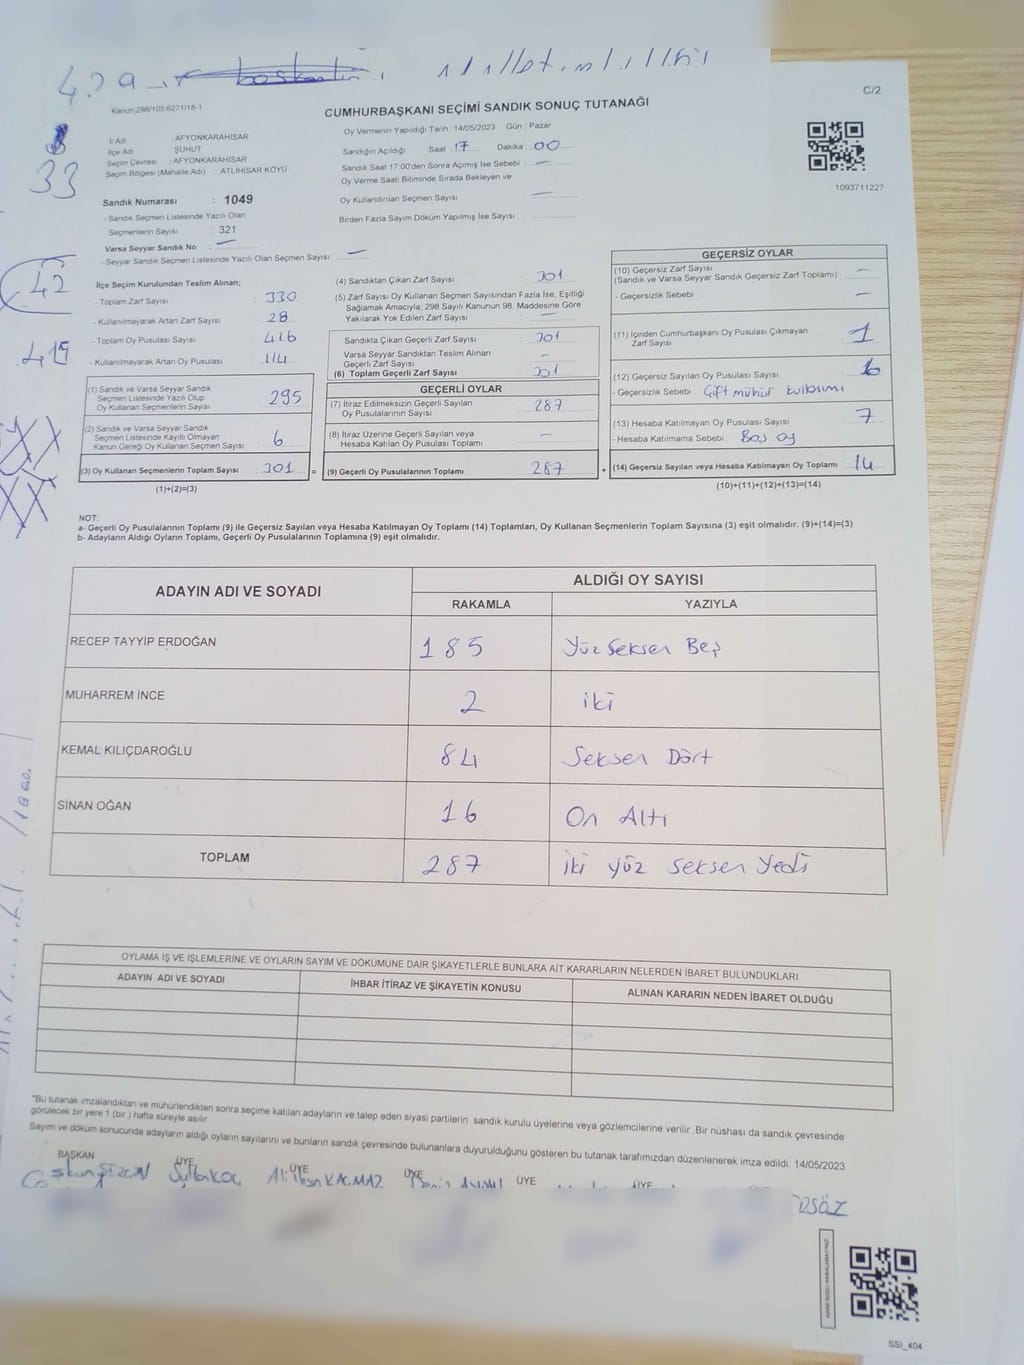 Kanun:298/105;6271/18-1
CUMHURBAŞKANI SEÇİMİ SANDIK SONUÇ TUTANAĞI
C/2
İl Adı : AFYONKARAHİSAR
İlçe Adı : ŞUHUT
Seçim Çevresi : AFYONKARAHİSAR
Seçim Bölgesi (Mahalle Adı) : ATLIHİSAR KÖYÜ
Oy Vermenin Yapıldığı Tarih : 14/05/2023 Gün : Pazar
Sandığın Açıldığı Saat : 17 Dakika : 00
Sandık Saat 17:00'den Sonra Açılmış İse Sebebi : —
Oy Verme Saati Bitiminde Sırada Bekleyen ve
Oy Kullandırılan Seçmen Sayısı : —
Birden Fazla Sayım Döküm Yapılmış İse Sayısı :
1093711227
33
42
Sandık Numarası : 1049
- Sandık Seçmen Listesinde Yazılı Olan
Seçmenlerin Sayısı : 321
Varsa Seyyar Sandık No : —
- Seyyar Sandık Seçmen Listesinde Yazılı Olan Seçmen Sayısı : —
İlçe Seçim Kurulundan Teslim Alınan;
- Toplam Zarf Sayısı : 330
- Kullanılmayarak Artan Zarf Sayısı : 28
- Toplam Oy Pusulası Sayısı : 416
- Kullanılmayarak Artan Oy Pusulası : 114
(1) Sandık ve Varsa Seyyar Sandık
Seçmen Listesinde Yazılı Olup
Oy Kullanan Seçmenlerin Sayısı : 295
(2) Sandık ve Varsa Seyyar Sandık
Seçmen Listesinde Kayıtlı Olmayan
Kanun Gereği Oy Kullanan Seçmen Sayısı : 6
(3) Oy Kullanan Seçmenlerin Toplam Sayısı : 301
(1)+(2)=(3)
(4) Sandıktan Çıkan Zarf Sayısı : 301
(5) Zarf Sayısı Oy Kullanan Seçmen Sayısından Fazla İse, Eşitliği
Sağlamak Amacıyla; 298 Sayılı Kanunun 98. Maddesine Göre
Yakılarak Yok Edilen Zarf Sayısı : —
Sandıkta Çıkan Geçerli Zarf Sayısı : 301
Varsa Seyyar Sandıktan Teslim Alınan
Geçerli Zarf Sayısı : –
(6) Toplam Geçerli Zarf Sayısı : 301
GEÇERLİ OYLAR
(7) İtiraz Edilmeksizin Geçerli Sayılan
Oy Pusulalarının Sayısı : 287
(8) İtiraz Üzerine Geçerli Sayılan veya
Hesaba Katılan Oy Pusulası Toplamı : –
= (9) Geçerli Oy Pusulalarının Toplamı : 287
GEÇERSİZ OYLAR
(10) Geçersiz Zarf Sayısı
(Sandık ve Varsa Seyyar Sandık Geçersiz Zarf Toplamı) : —
- Geçersizlik Sebebi : —
(11) İçinden Cumhurbaşkanı Oy Pusulası Çıkmayan
Zarf Sayısı : 1
(12) Geçersiz Sayılan Oy Pusulası Sayısı : 6
- Geçersizlik Sebebi : Çift mühür kullanımı
(13) Hesaba Katılmayan Oy Pusulası Sayısı : 7
- Hesaba Katılmama Sebebi : Boş oy
+ (14) Geçersiz Sayılan veya Hesaba Katılmayan Oy Toplamı : 14
(10)+(11)+(12)+(13)=(14)
NOT:
a- Geçerli Oy Pusulalarının Toplamı (9) ile Geçersiz Sayılan veya Hesaba Katılmayan Oy Toplamı (14) Toplamları, Oy Kullanan Seçmenlerin Toplam Sayısına (3) eşit olmalıdır. (9)+(14)=(3)
b- Adayların Aldığı Oyların Toplamı, Geçerli Oy Pusulalarının Toplamına (9) eşit olmalıdır.
ADAYIN ADI VE SOYADI
ALDIĞI OY SAYISI
RAKAMLA YAZIYLA
RECEP TAYYİP ERDOĞAN 185 Yüz Seksen Beş
MUHARREM İNCE 2 iki
KEMAL KILIÇDAROĞLU 84 Seksen Dört
SİNAN OĞAN 16 On Altı
TOPLAM 287 İki yüz seksen Yedi
OYLAMA İŞ VE İŞLEMLERİNE VE OYLARIN SAYIM VE DÖKÜMÜNE DAİR ŞİKAYETLERLE BUNLARA AİT KARARLARIN NELERDEN İBARET BULUNDUKLARI
ADAYIN ADI VE SOYADI İHBAR İTİRAZ VE ŞİKAYETİN KONUSU ALINAN KARARIN NEDEN İBARET OLDUĞU
*Bu tutanak imzalandıktan ve mühürlendikten sonra seçime katılan adayların ve talep eden siyasi partilerin sandık kurulu üyelerine veya gözlemcilerine verilir .Bir nüshası da sandık çevresinde
görülecek bir yere 1 (bir ) hafta süreyle asılır
Sayım ve döküm sonucunda adayların aldığı oyların sayılarını ve bunların sandık çevresinde bulunanlara duyurulduğunu gösteren bu tutanak tarafımızdan düzenlenerek imza edildi. 14/05/2023
BAŞKAN ÜYE ÜYE ÜYE ÜYE ÜYE
KALMAZ
SSİ_404